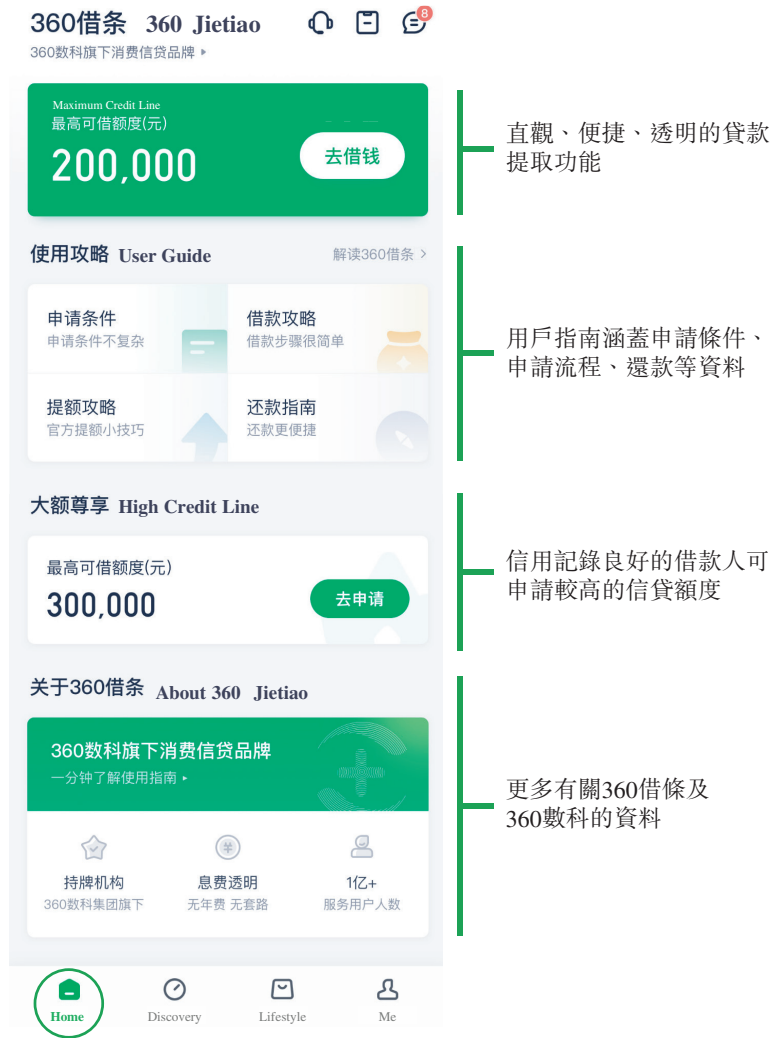 360借条 360 Jietiao
8
360数科旗下消费信贷品牌
Maximum Credit Line
最高可借额度(元)
200,000
去借钱
直觀、便捷、透明的貸款
提取功能
使用攻略 User Guide
解读360借条
申请条件
申请条件不复杂
借款攻略
借款步骤很简单
提额攻略
官方提额小技巧
还款指南
还款更便捷
用戶指南涵蓋申請條件、
申請流程、還款等資料
大额尊享 High Credit Line
最高可借额度(元)
300,000
去申请
信用記錄良好的借款人可
申請較高的信貸額度
关于360借条 About 360 Jietiao
360数科旗下消费信贷品牌
一分钟了解使用指南
持牌机构
360数科集团旗下
息费透明
无年费 无套路
1亿+
服务用户人数
更多有關360借條及
360數科的資料
Home
Discovery
Lifestyle
Me